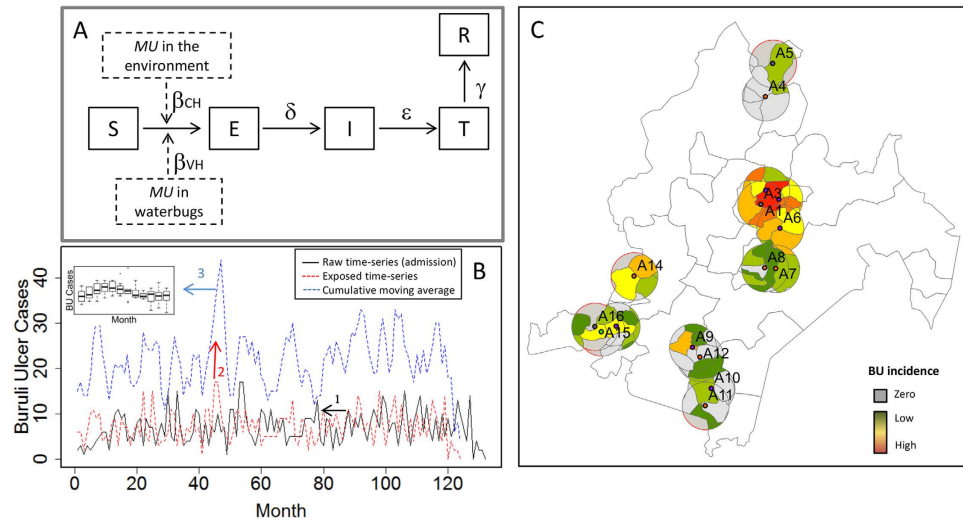 A
MU in the
environment
βCH
R
γ
S
E
δ
I
ε
T
βVH
MU in
waterbugs
B
Raw time-series (admission)
Exposed time-series
Cumulative moving average
BU Cases
Month
3
2
1
Buruli Ulcer Cases
40
30
20
10
0
0
20
40
60
80
100
120
Month
C
A5
A4
A3
A1
A6
A8
A7
A14
A16
A15
A9
A12
A10
A11
BU incidence
Zero
Low
High